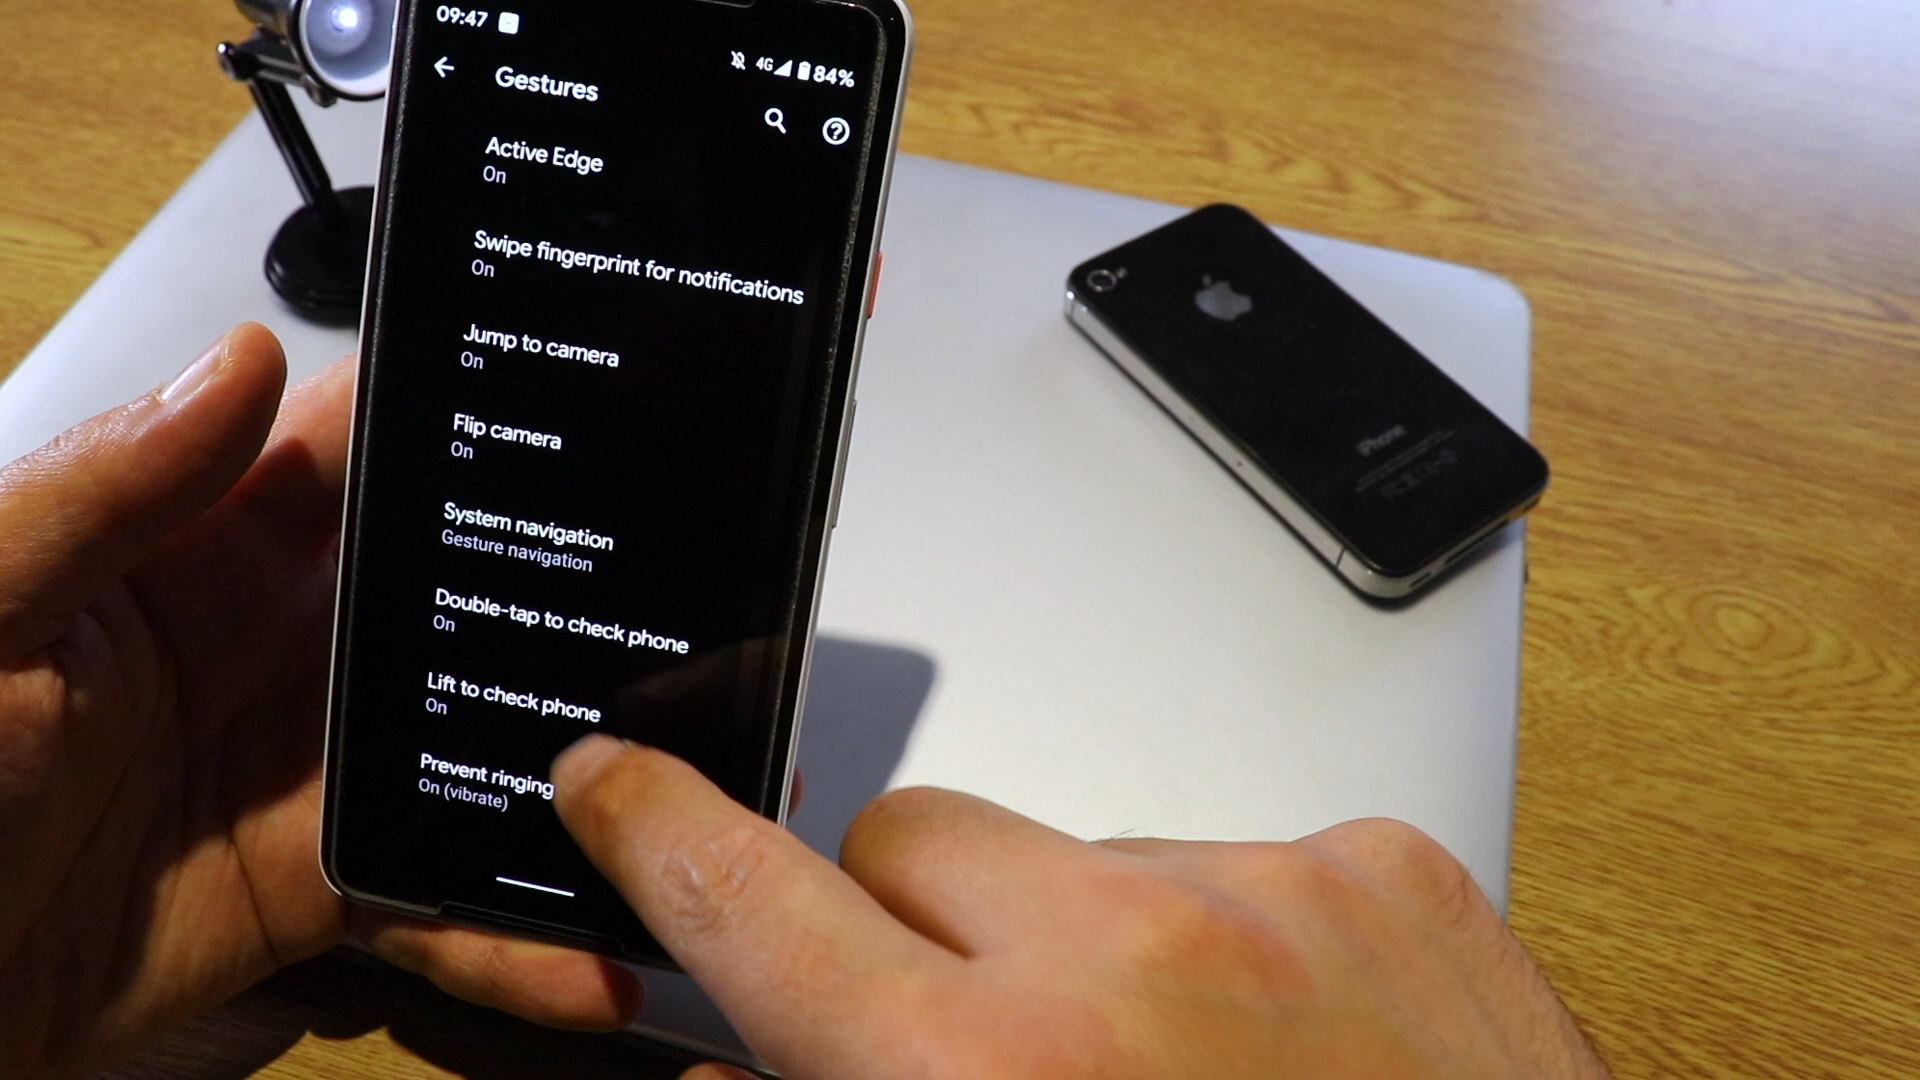 09:47
4G 84%
Gestures
Active Edge
On
Swipe fingerprint for notifications
On
Jump to camera
On
Flip camera
On
System navigation
Gesture navigation
Double-tap to check phone
On
Lift to check phone
On
Prevent ringing
On (vibrate)
iPhone